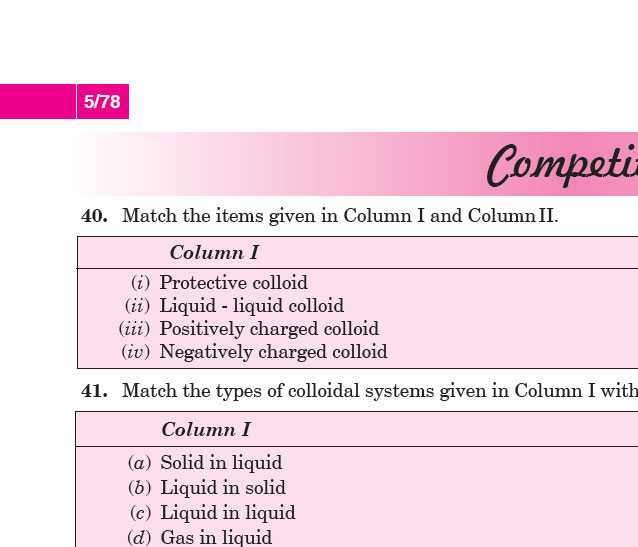 5/78
40. Match the items given in Column I and Column II.
Column I
(i) Protective colloid
(ii) Liquid - liquid colloid
(iii) Positively charged colloid
(iv) Negatively charged colloid
41. Match the types of colloidal systems given in Column I with
Column I
(a) Solid in liquid
(b) Liquid in solid
(c) Liquid in liquid
(d) Gas in liquid